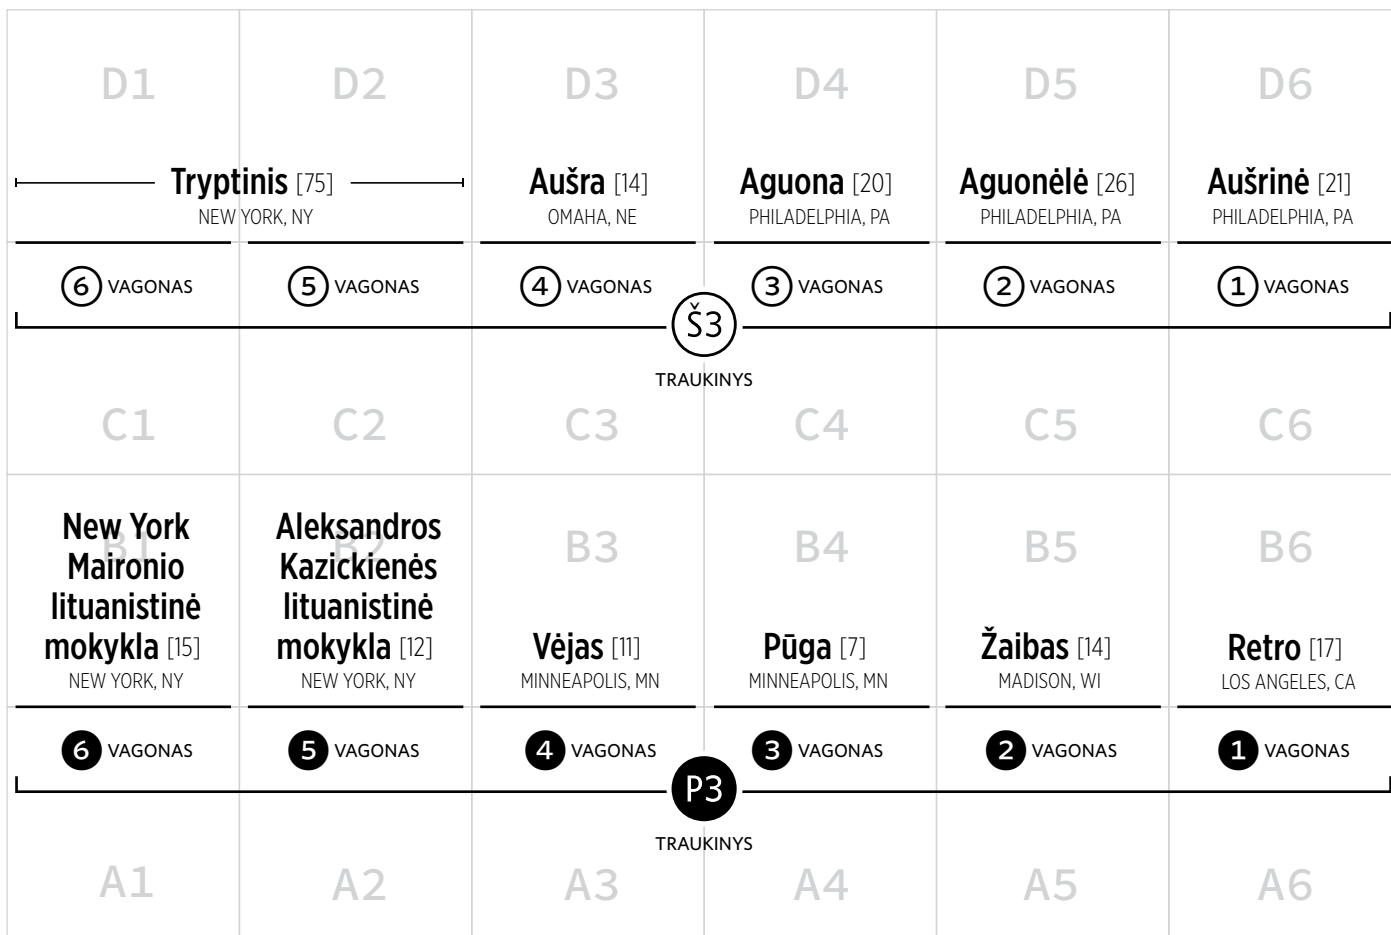 D1 D2 D3 D4 D5 D6
Tryptinis [75] Aušra [14] Aguona [20] Aguonėlė [26] Aušrinė [21]
NEW YORK, NY OMAHA, NE PHILADELPHIA, PA PHILADELPHIA, PA PHILADELPHIA, PA
6 VAGONAS 5 VAGONAS 4 VAGONAS 3 VAGONAS 2 VAGONAS 1 VAGONAS
Š3
TRAUKINYS
C1 C2 C3 C4 C5 C6
B1 B2 B3 B4 B5 B6
New York
Maironio
lituanistinė
mokykla [15]
NEW YORK, NY
Aleksandros
Kazickienės
lituanistinė
mokykla [12]
NEW YORK, NY
Vėjas [11]
MINNEAPOLIS, MN
Pūga [7]
MINNEAPOLIS, MN
Žaibas [14]
MADISON, WI
Retro [17]
LOS ANGELES, CA
6 VAGONAS 5 VAGONAS 4 VAGONAS 3 VAGONAS 2 VAGONAS 1 VAGONAS
P3
TRAUKINYS
A1 A2 A3 A4 A5 A6